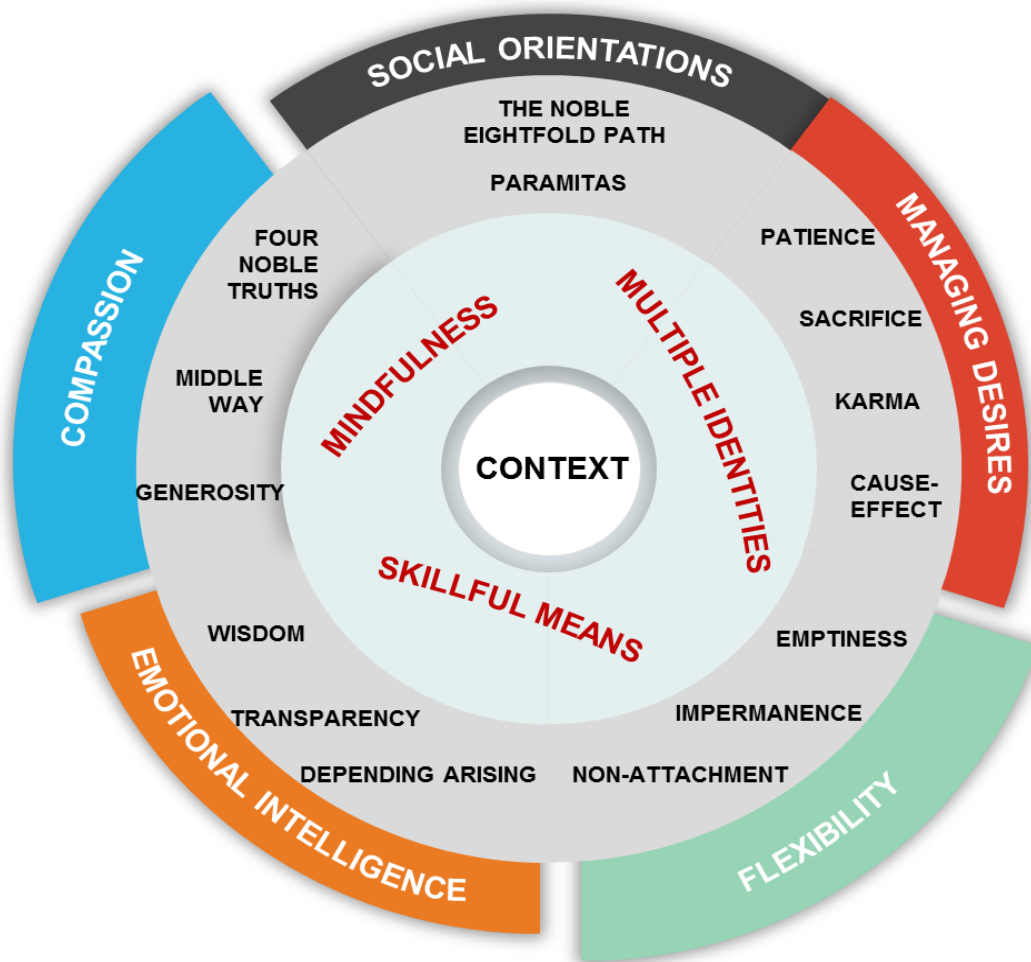 SOCIAL ORIENTATIONS
THE NOBLE
EIGHTFOLD PATH
PARAMITAS
MANAGING DESIRES
PATIENCE
SACRIFICE
KARMA
CAUSE-
EFFECT
FLEXIBILITY
EMPTINESS
IMPERMANENCE
NON-ATTACHMENT
EMOTIONAL INTELLIGENCE
WISDOM
TRANSPARENCY
DEPENDING ARISING
COMPASSION
FOUR
NOBLE
TRUTHS
MIDDLE
WAY
GENEROSITY
MINDFULNESS
MULTIPLE IDENTITIES
SKILLFUL MEANS
CONTEXT